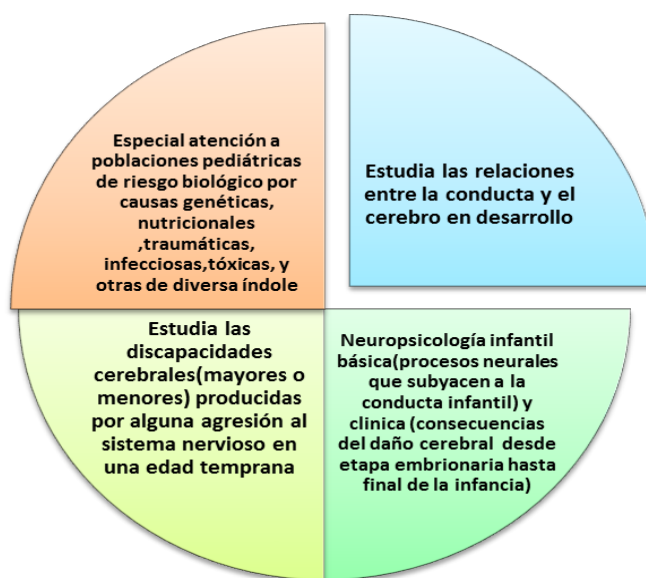 Especial atención a
poblaciones pediátricas
de riesgo biológico por
causas genéticas,
nutricionales
,traumáticas,
infecciosas,tóxicas, y
otras de diversa índole
Estudia las relaciones
entre la conducta y el
cerebro en desarrollo
Estudia las
discapacidades
cerebrales(mayores o
menores) producidas
por alguna agresión al
sistema nervioso en
una edad temprana
Neuropsicología infantil
básica(procesos neurales
que subyacen a la
conducta infantil) y
clinica (consecuencias
del daño cerebral desde
etapa embrionaria hasta
final de la infancia)